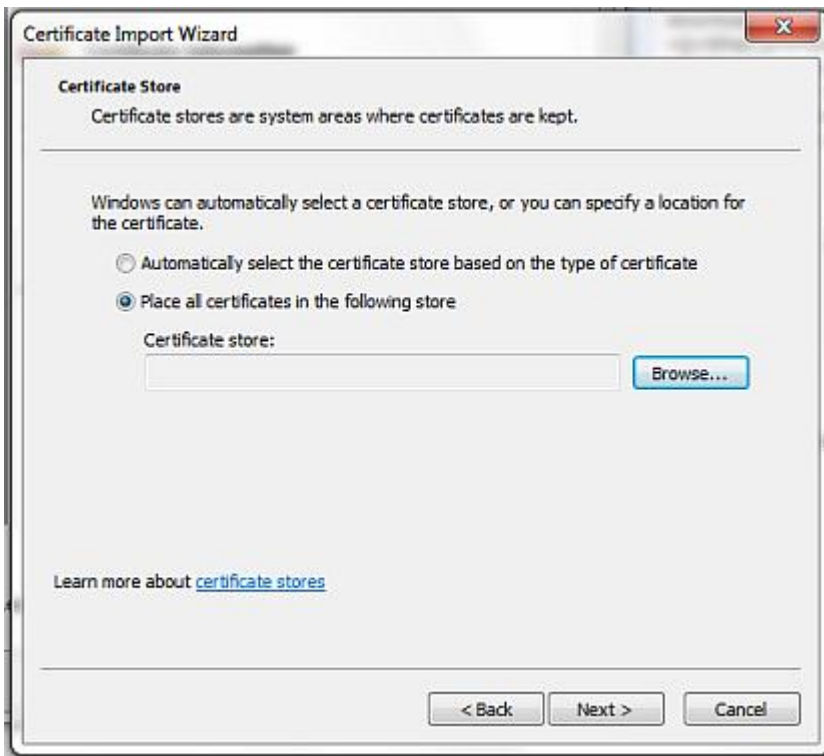 Certificate Import Wizard
Certificate Store
Certificate stores are system areas where certificates are kept.
Windows can automatically select a certificate store, or you can specify a location for
the certificate.
Automatically select the certificate store based on the type of certificate
Place all certificates in the following store
Certificate store:
Browse...
Learn more about certificate stores
< Back
Next >
Cancel